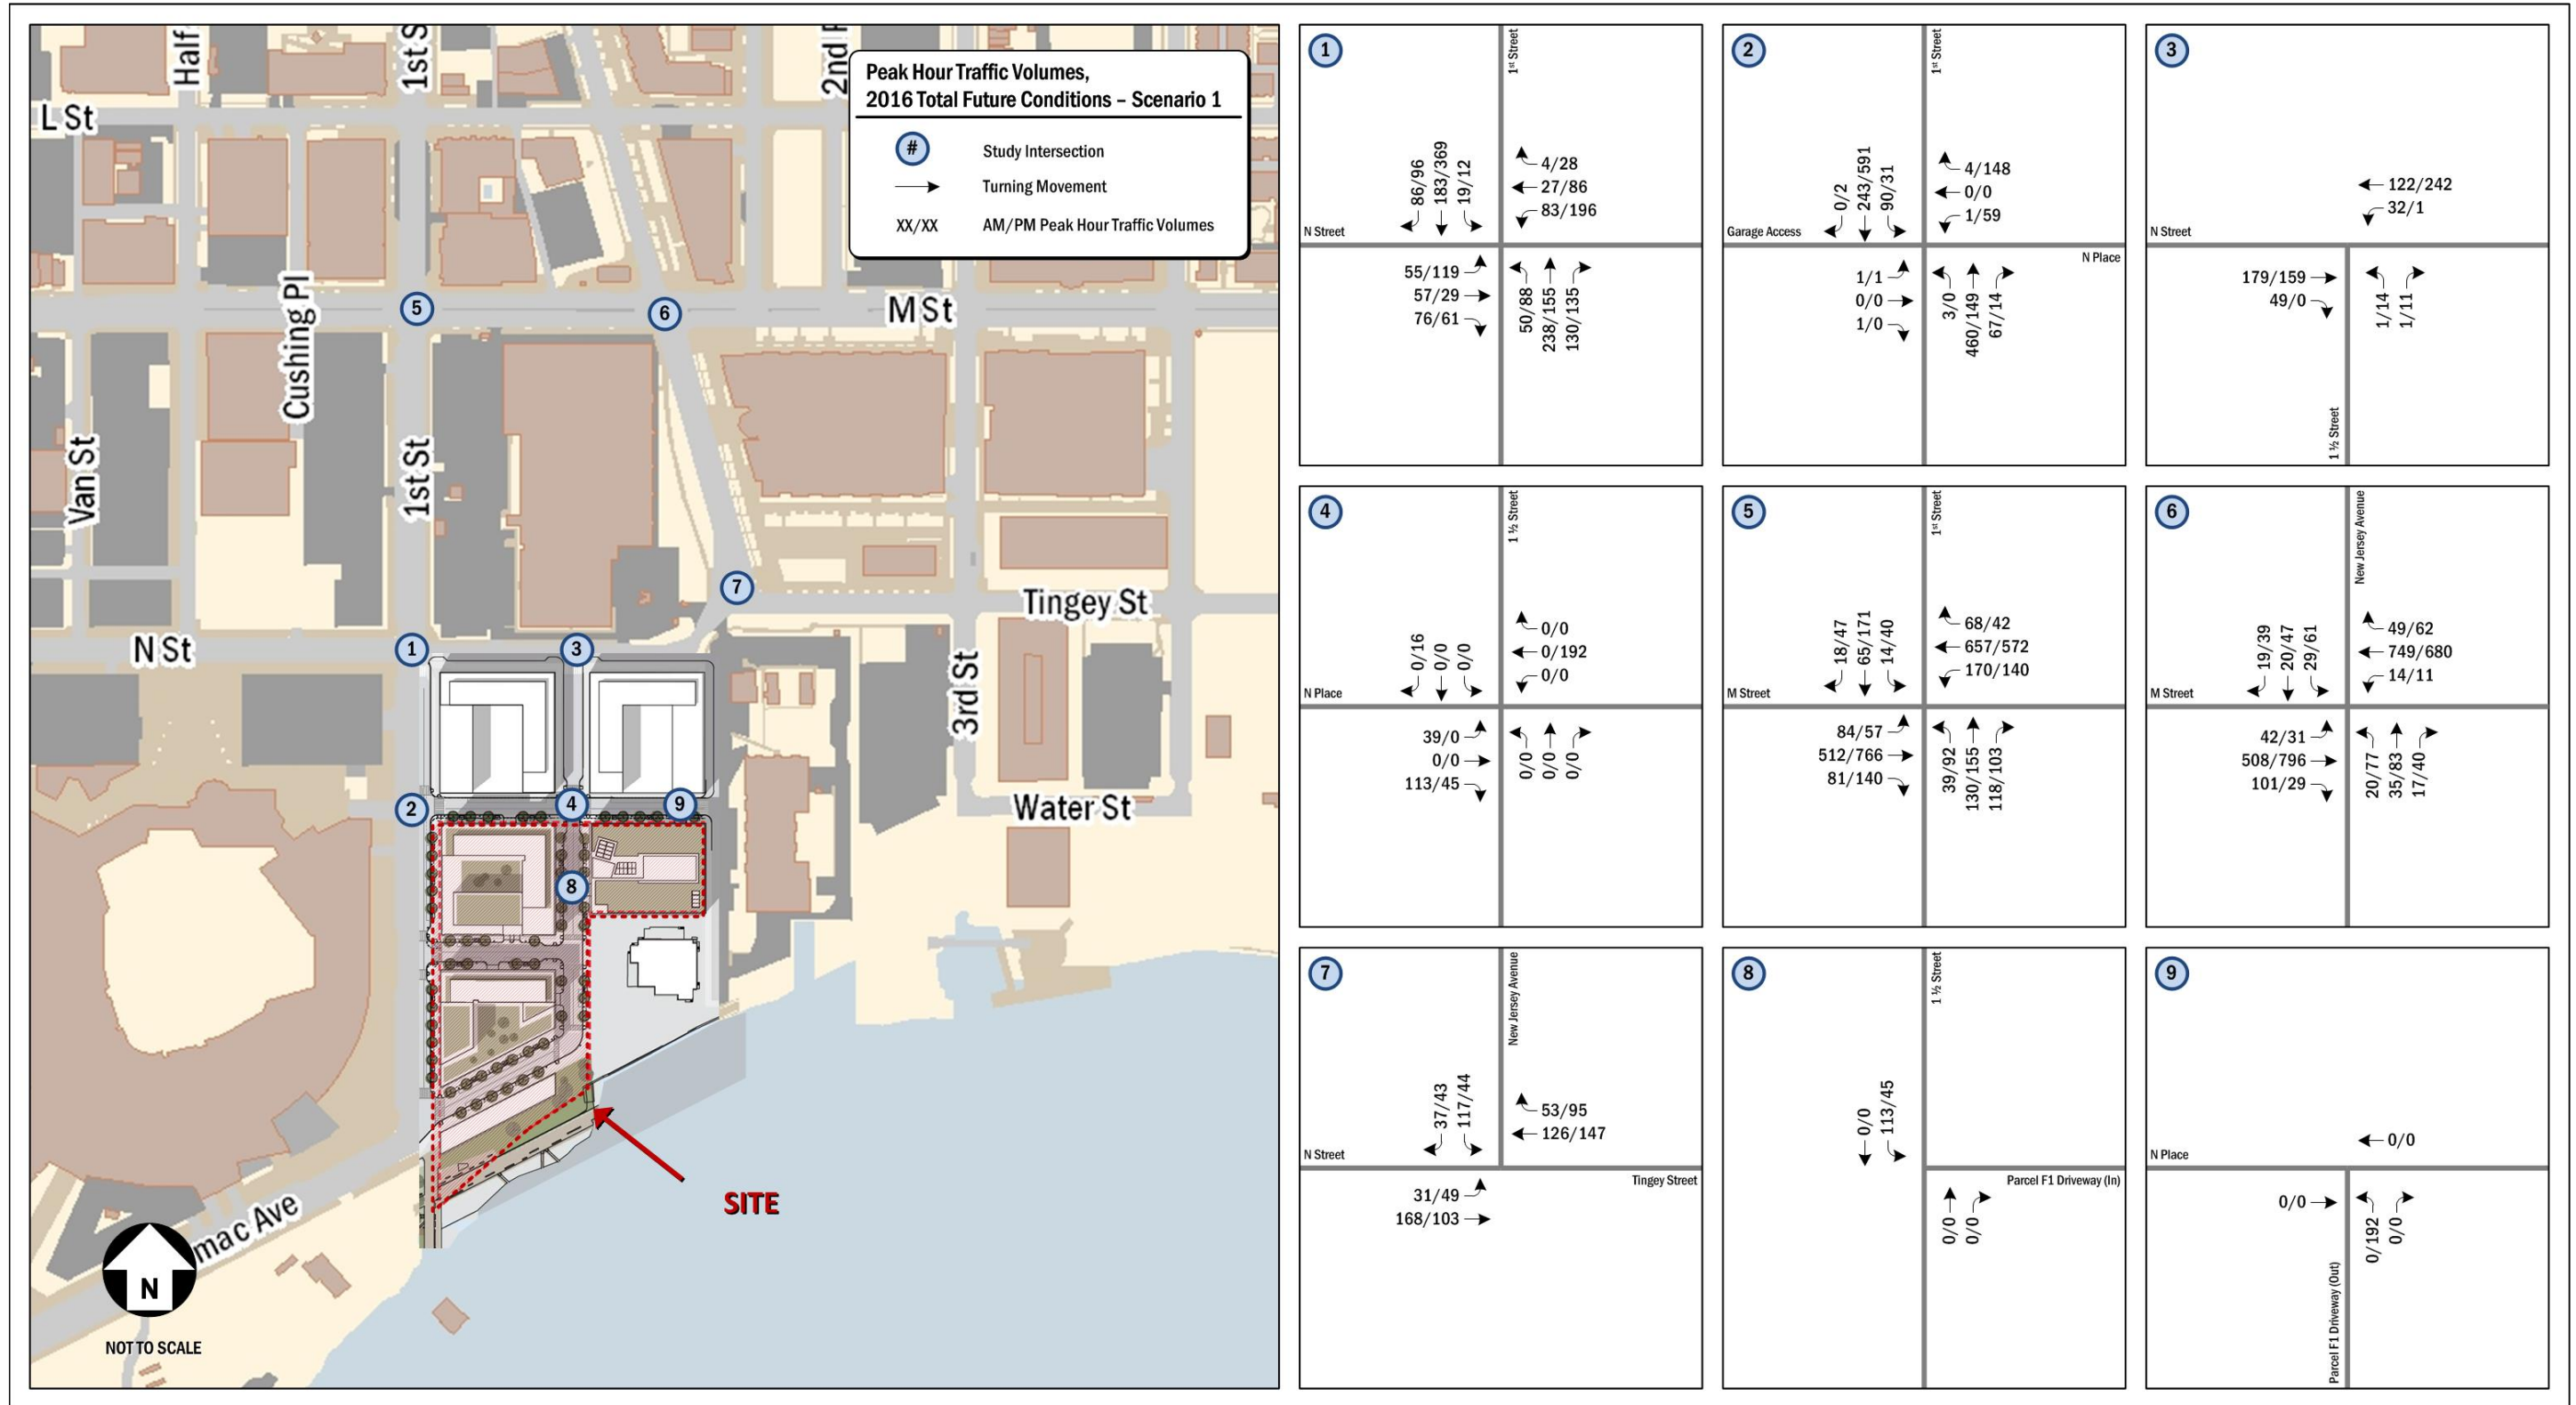 Half
1st S
2nd F
L St
Peak Hour Traffic Volumes,
2016 Total Future Conditions – Scenario 1
# Study Intersection
Turning Movement
XX/XX AM/PM Peak Hour Traffic Volumes
Cushing Pl
5
6
M St
Van St
1st St
7
Tingey St
N St
1
3
3rd St
2
4
9
Water St
8
SITE
mac Ave
N
NOT TO SCALE
1
1st Street
86/96
183/369
19/12
4/28
27/86
83/196
N Street
55/119
57/29
76/61
50/88
238/155
130/135
2
1st Street
0/2
243/591
90/31
4/148
0/0
1/59
Garage Access
N Place
1/1
0/0
1/0
3/0
460/149
67/14
3
122/242
32/1
N Street
179/159
49/0
1/14
1/11
1 ½ Street
4
1 ½ Street
0/16
0/0
0/0
0/0
0/192
0/0
N Place
39/0
0/0
113/45
0/0
0/0
0/0
5
1st Street
18/47
65/171
14/40
68/42
657/572
170/140
M Street
84/57
512/766
81/140
39/92
130/155
118/103
6
New Jersey Avenue
19/39
20/47
29/61
49/62
749/680
14/11
M Street
42/31
508/796
101/29
20/77
35/83
17/40
7
New Jersey Avenue
37/43
117/44
53/95
126/147
N Street
Tingey Street
31/49
168/103
8
1 ½ Street
0/0
113/45
Parcel F1 Driveway (In)
0/0
0/0
9
0/0
N Place
0/0
0/192
0/0
Parcel F1 Driveway (Out)